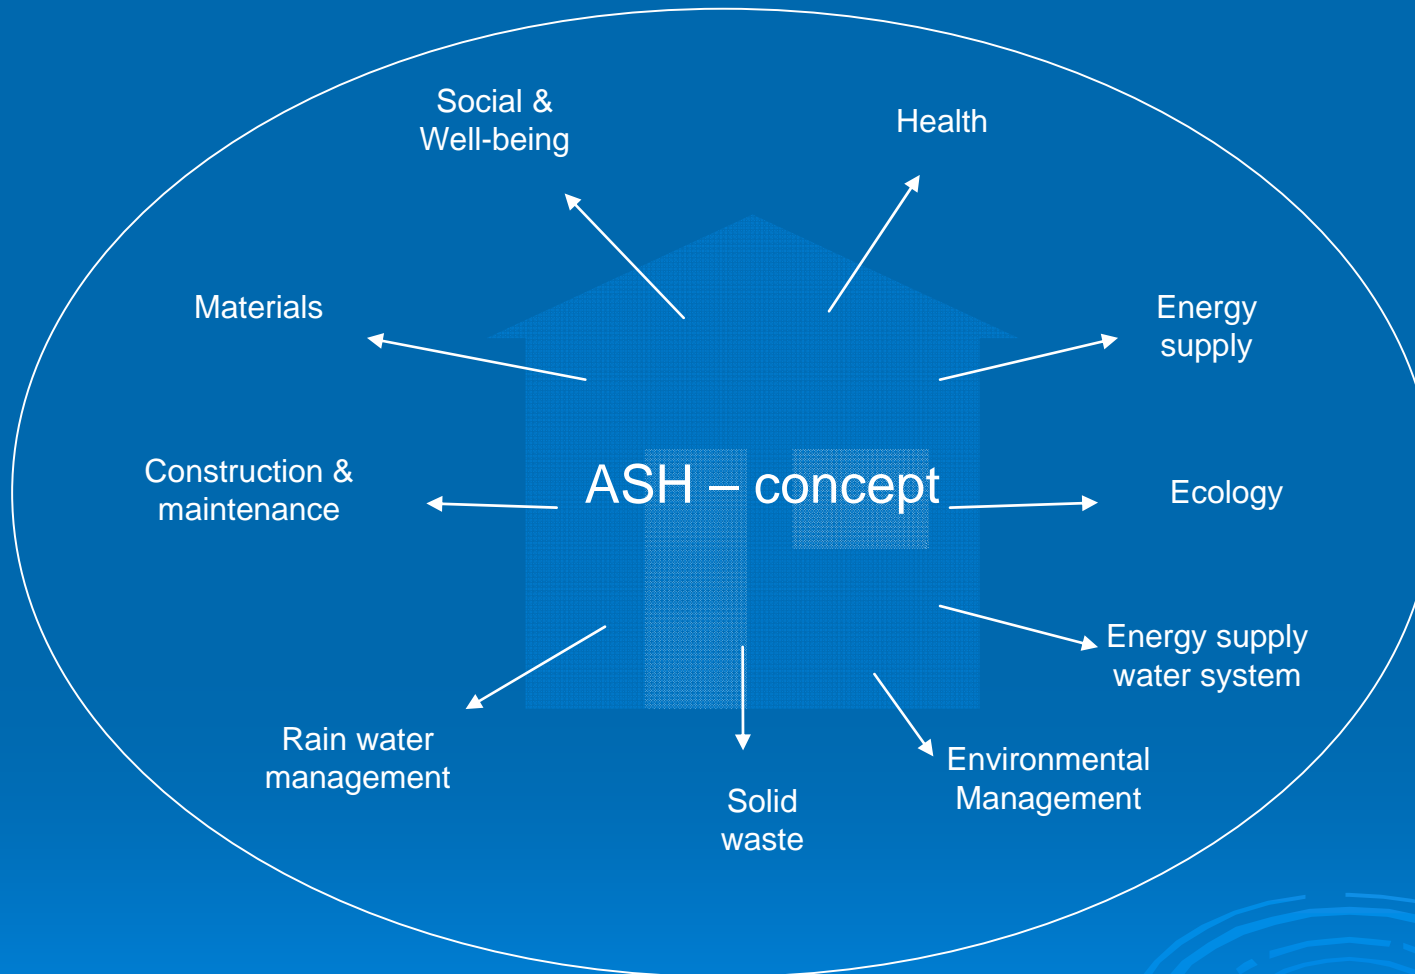 Social &
Well-being
Health
Materials
Energy
supply
Construction &
maintenance
ASH – concept
Ecology
Energy supply
water system
Rain water
management
Environmental
Management
Solid
waste